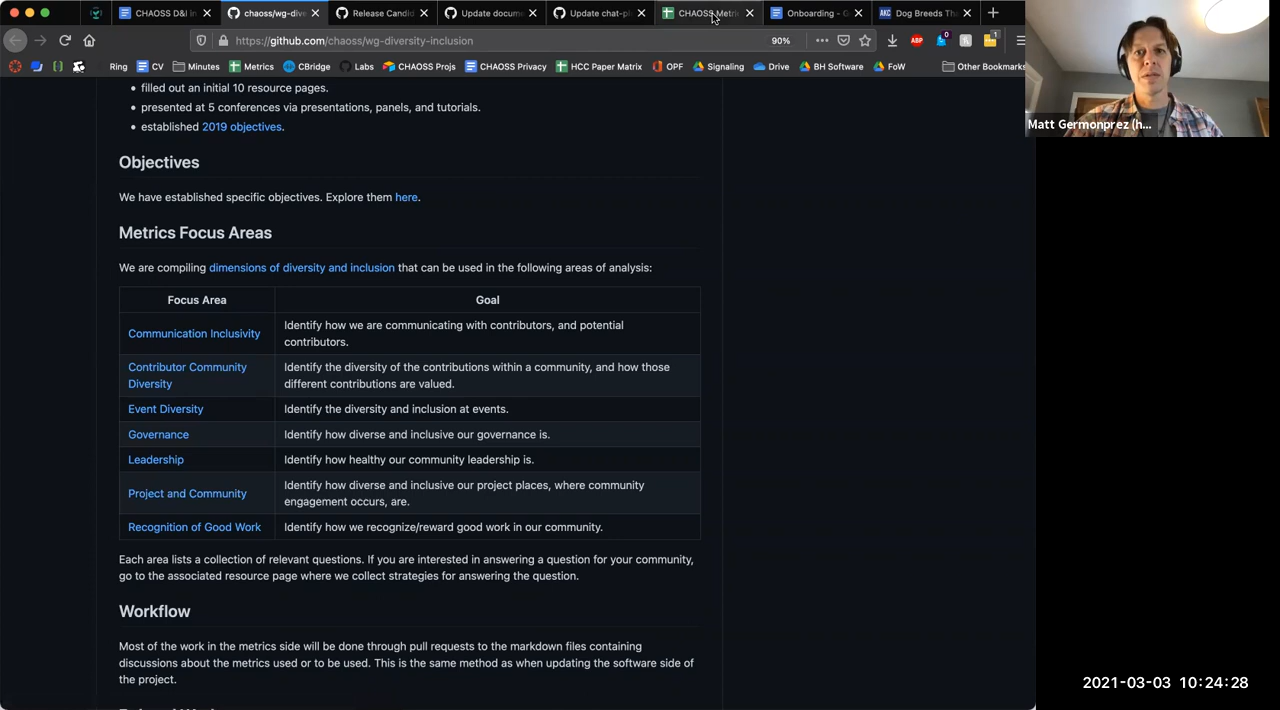 CHAOSS D&I In
chaoss/wg-dive
Release Candi
Update docum
Update chat-pl
CHAOSS Metri
Onboarding - G
Dog Breeds Th
https://github.com/chaoss/wg-diversity-inclusion
90%
ABP
0
1
Ring
CV
Minutes
Metrics
CBridge
Labs
CHAOSS Projs
CHAOSS Privacy
HCC Paper Matrix
OPF
Signaling
Drive
BH Software
FoW
Other Bookmarks
filled out an initial 10 resource pages.
presented at 5 conferences via presentations, panels, and tutorials.
established 2019 objectives.
Objectives
We have established specific objectives. Explore them here.
Metrics Focus Areas
We are compiling dimensions of diversity and inclusion that can be used in the following areas of analysis:
Focus Area Goal
Communication Inclusivity
Identify how we are communicating with contributors, and potential
contributors.
Contributor Community
Diversity
Identify the diversity of the contributions within a community, and how those
different contributions are valued.
Event Diversity
Identify the diversity and inclusion at events.
Governance
Identify how diverse and inclusive our governance is.
Leadership
Identify how healthy our community leadership is.
Project and Community
Identify how diverse and inclusive our project places, where community
engagement occurs, are.
Recognition of Good Work
Identify how we recognize/reward good work in our community.
Each area lists a collection of relevant questions. If you are interested in answering a question for your community,
go to the associated resource page where we collect strategies for answering the question.
Workflow
Most of the work in the metrics side will be done through pull requests to the markdown files containing
discussions about the metrics used or to be used. This is the same method as when updating the software side of
the project.
Matt Germonprez (h...
2021-03-03 10:24:28